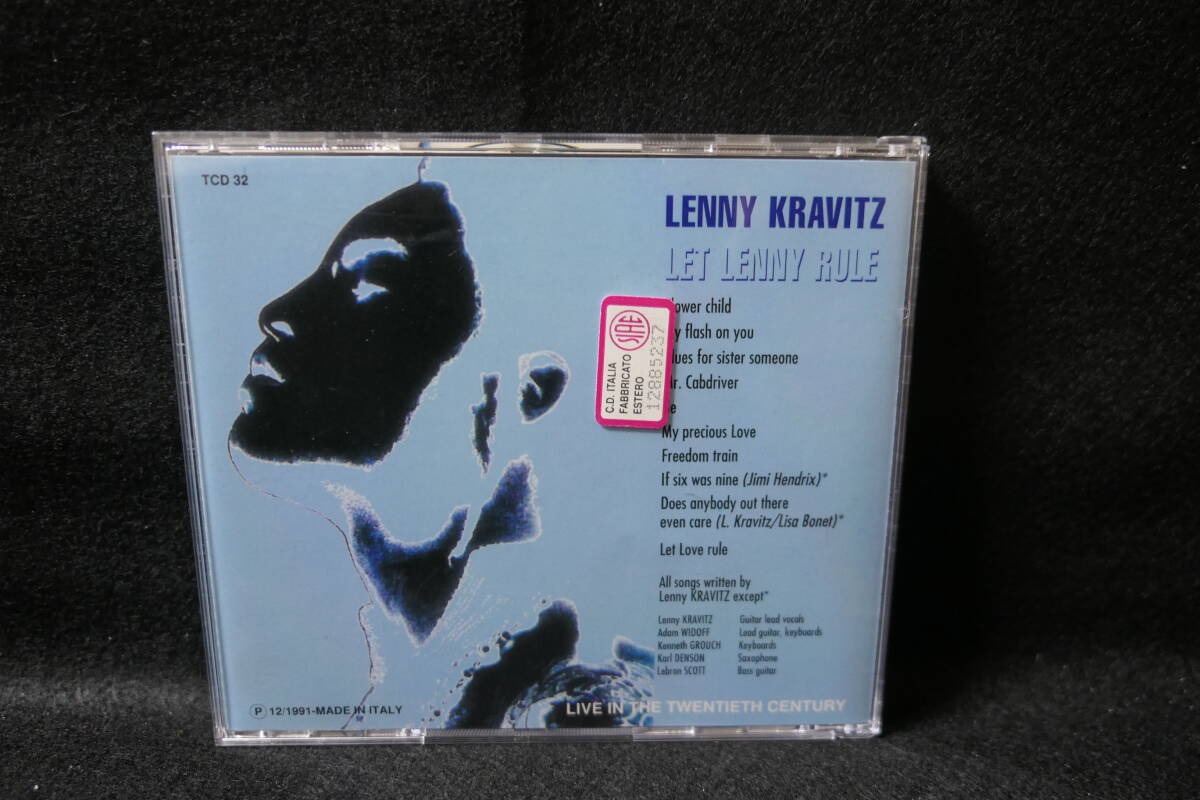 TCD 32
LENNY KRAVITZ
LET LENNY RULE
ower child
y flash on you
lues for sister someone
r. Cabdriver
e
My precious Love
Freedom train
If six was nine (Jimi Hendrix)*
Does anybody out there
even care (L. Kravitz/Lisa Bonet)*
Let Love rule
All songs written by
Lenny KRAVITZ except*
Lenny KRAVITZ Guitar lead vocals
Adam WIDOFF Lead guitar, keyboards
Kenneth GROUCH Keyboards
Karl DENSON Saxophone
Lebron SCOTT Bass guitar
C.D. ITALIA
FABBRICATO
ESTERO
SIAE
12885237
P 12/1991-MADE IN ITALY
LIVE IN THE TWENTIETH CENTURY